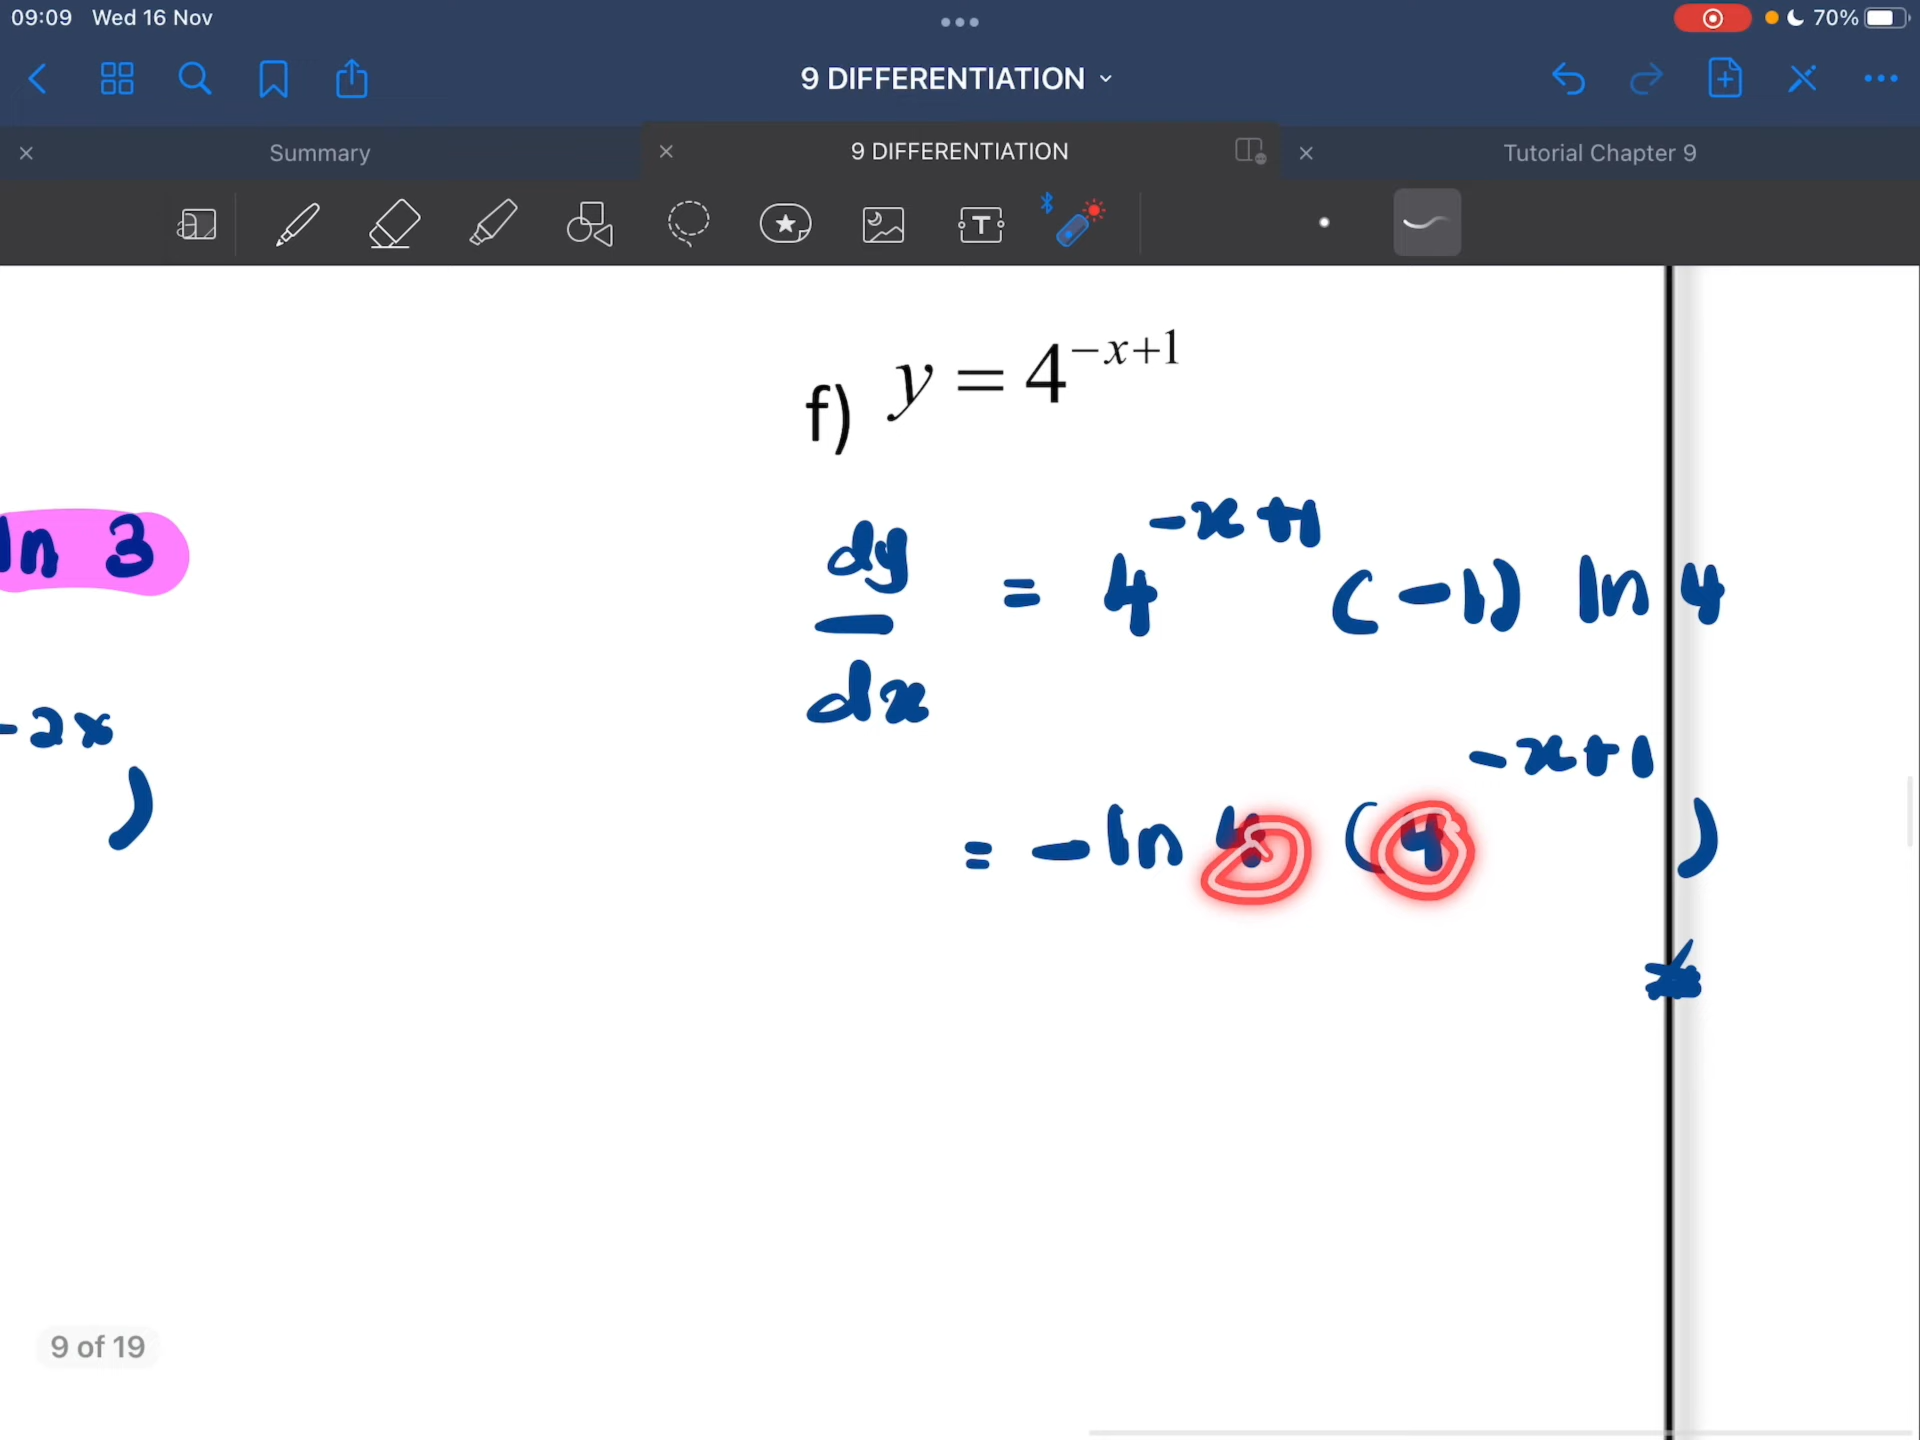 09:09 Wed 16 Nov
70%
9 DIFFERENTIATION
Summary
9 DIFFERENTIATION
Tutorial Chapter 9
T
f) y = 4^{-x+1}
ln 3
dy/dx = 4^{-x+1} (-1) ln 4
-2x
)
= -ln 4 (4^{-x+1})
9 of 19